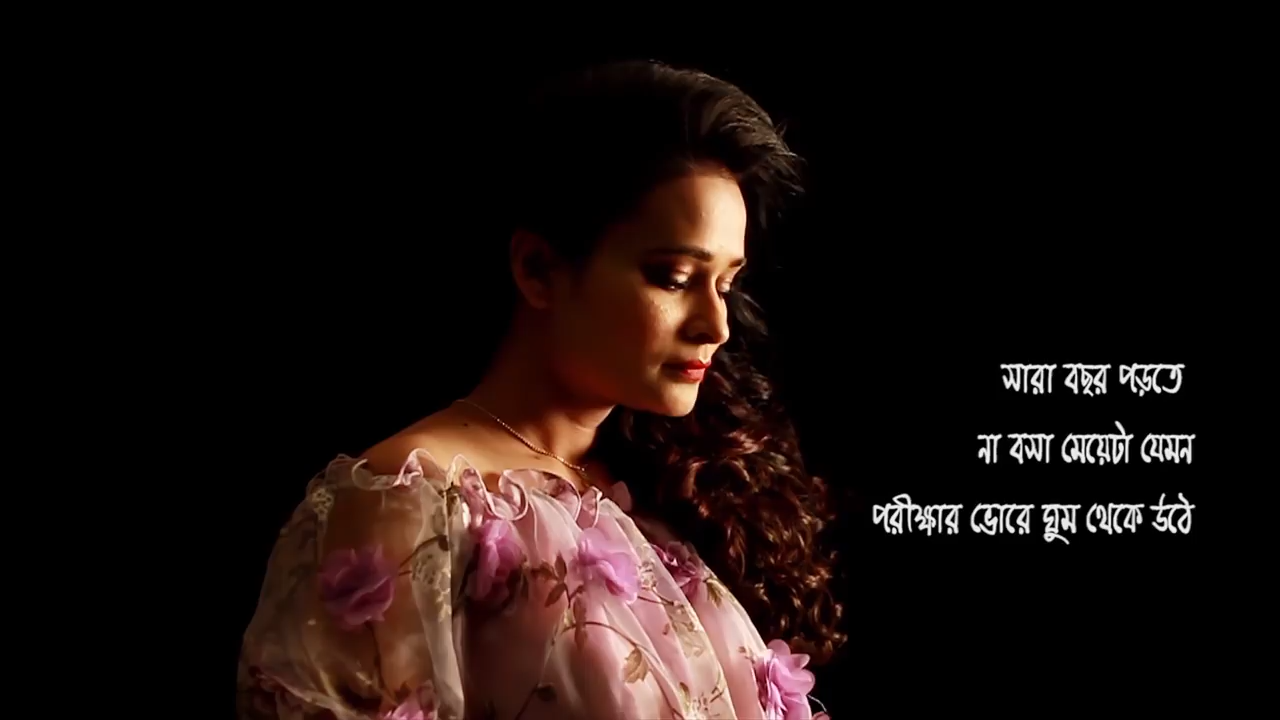 সারা বছর পড়তে
না বসা মেয়েটা যেমন
পরীক্ষার ভোরে ঘুম থেকে উঠে